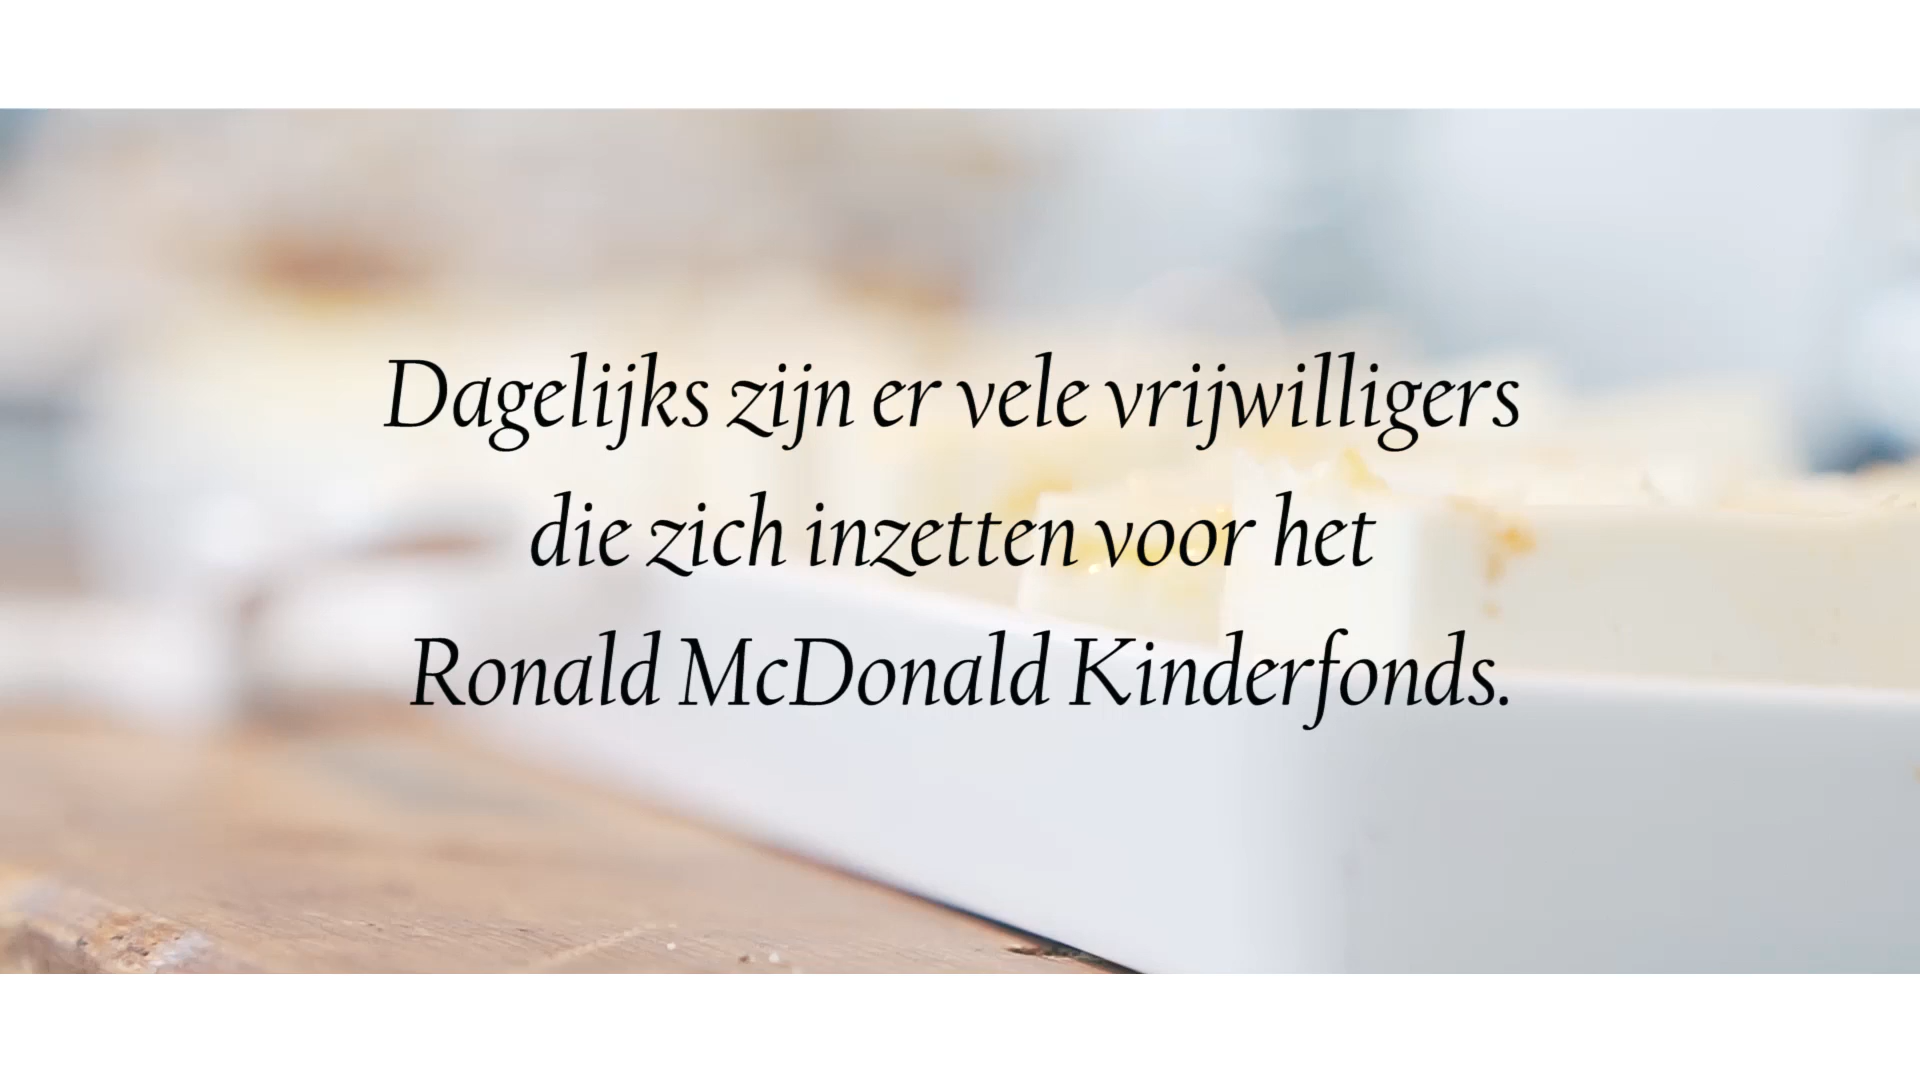 Dagelijks zijn er vele vrijwilligers
die zich inzetten voor het
Ronald McDonald Kinderfonds.